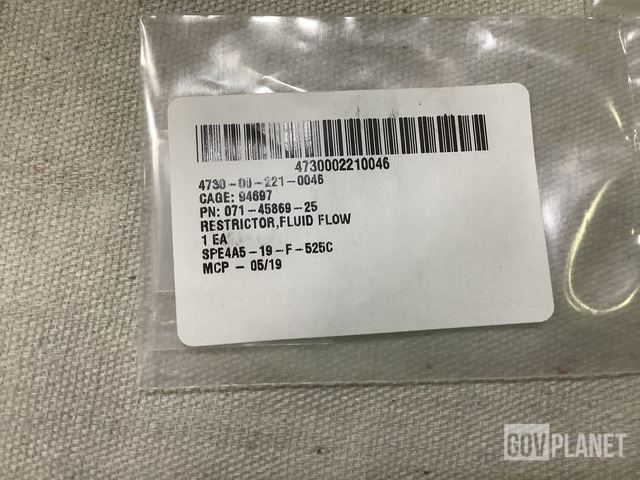 4730002210046
4730-00-221-0046
CAGE: 94697
PN: 071-45869-25
RESTRICTOR,FLUID FLOW
1 EA
SPE4A5-19-F-525C
MCP - 05/19
GOVPLANET